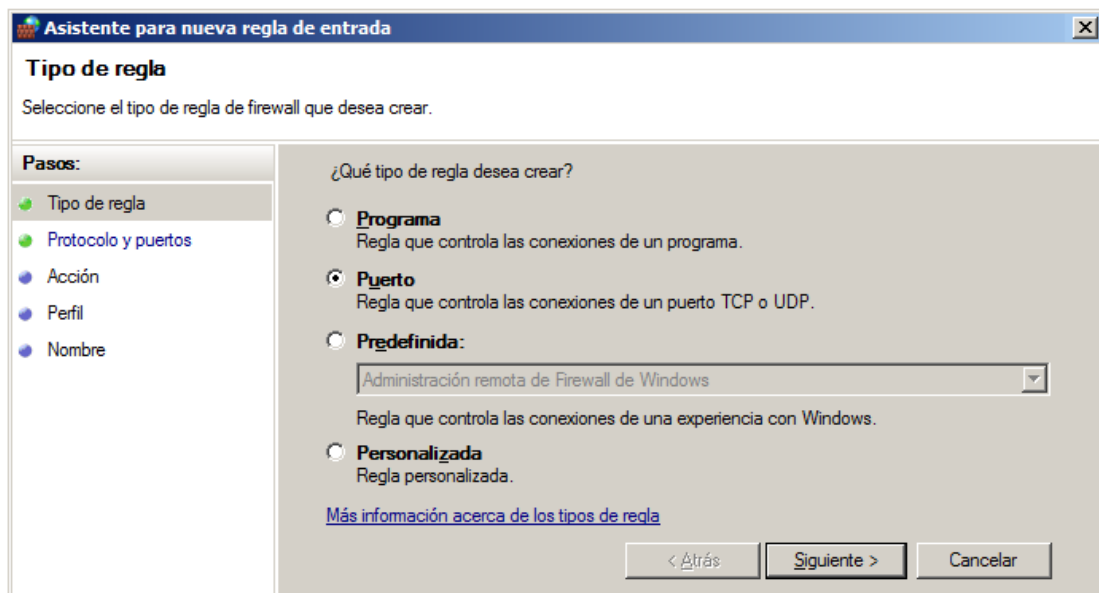 Asistente para nueva regla de entrada
Tipo de regla
Seleccione el tipo de regla de firewall que desea crear.
Pasos:
Tipo de regla
Protocolo y puertos
Acción
Perfil
Nombre
¿Qué tipo de regla desea crear?
Programa
Regla que controla las conexiones de un programa.
Puerto
Regla que controla las conexiones de un puerto TCP o UDP.
Predefinida:
Administración remota de Firewall de Windows
Regla que controla las conexiones de una experiencia con Windows.
Personalizada
Regla personalizada.
Más información acerca de los tipos de regla
< Atrás
Siguiente >
Cancelar